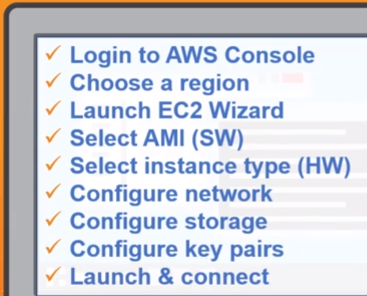 Login to AWS Console
Choose a region
Launch EC2 Wizard
Select AMI (SW)
Select instance type (HW)
Configure network
Configure storage
Configure key pairs
Launch & connect